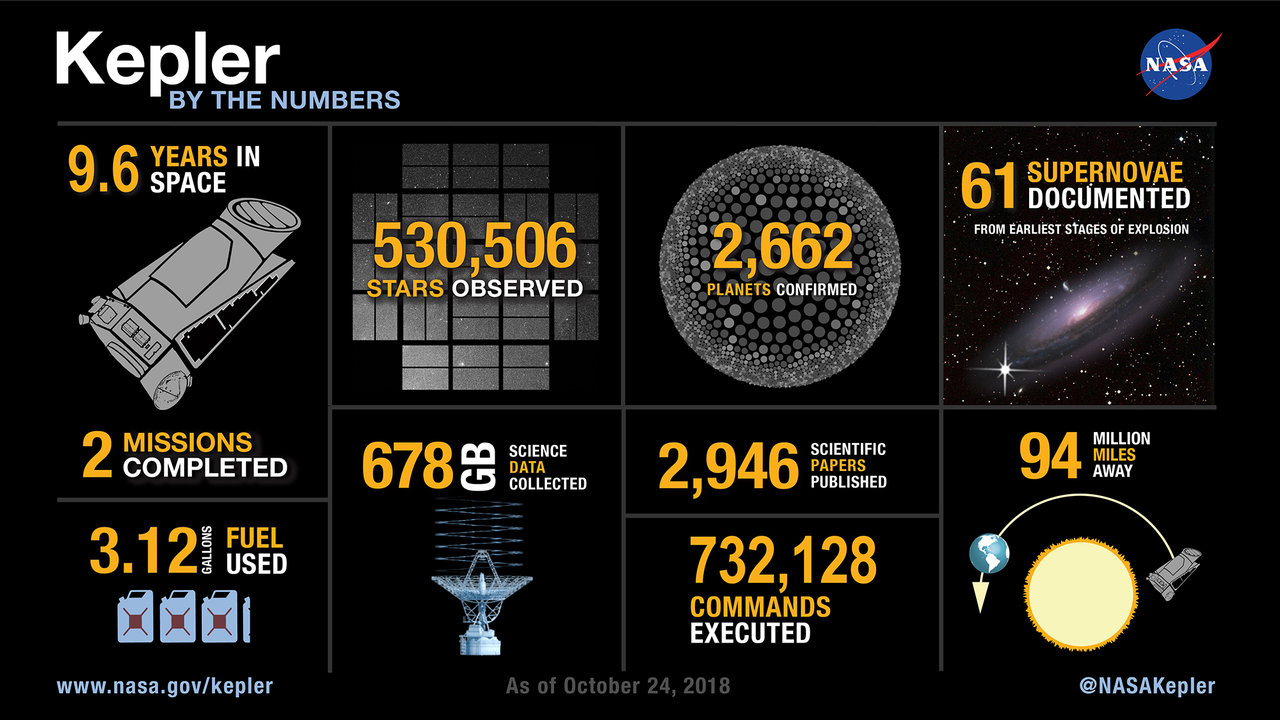 Kepler
BY THE NUMBERS
NASA
9.6 YEARS IN
SPACE
2 MISSIONS
COMPLETED
3.12 GALLONS FUEL
USED
530,506
STARS OBSERVED
678 GB SCIENCE
DATA
COLLECTED
2,662
PLANETS CONFIRMED
2,946 SCIENTIFIC
PAPERS
PUBLISHED
732,128
COMMANDS
EXECUTED
61 SUPERNOVAE
DOCUMENTED
FROM EARLIEST STAGES OF EXPLOSION
94 MILLION
MILES
AWAY
www.nasa.gov/kepler
As of October 24, 2018
@NASAKepler